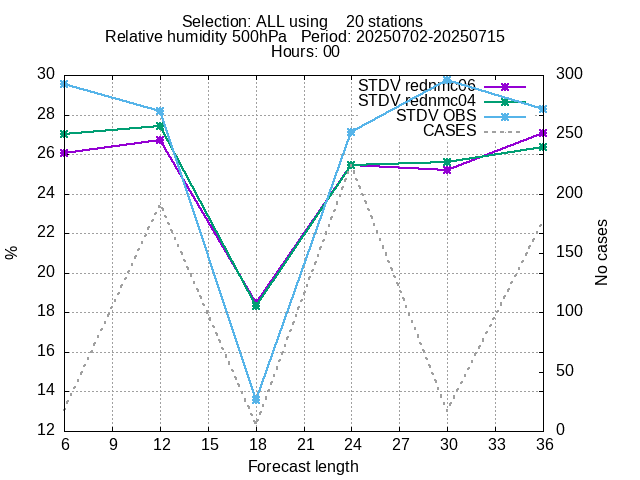 Selection: ALL using    20 stations
Relative humidity 500hPa   Period: 20250702-20250715
Hours: 00
STDV rednmc06
STDV rednmc04
STDV OBS
CASES
30
28
26
24
22
20
18
16
14
12
%
300
250
200
150
100
50
0
No cases
6 9 12 15 18 21 24 27 30 33 36
Forecast length